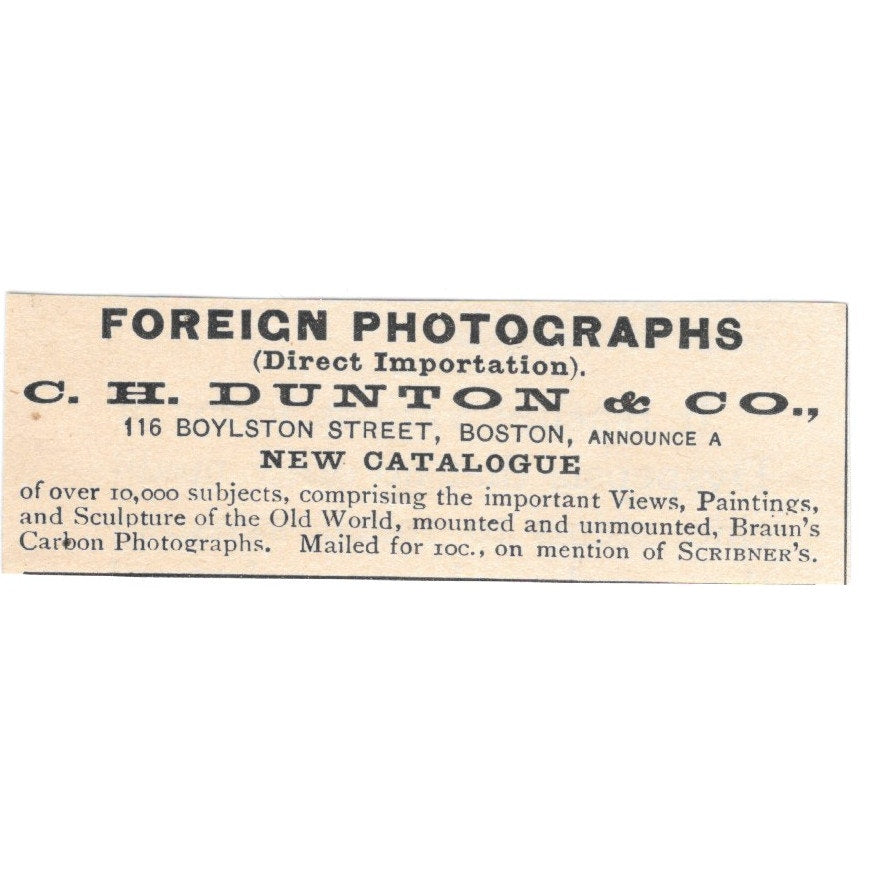 FOREIGN PHOTOGRAPHS
(Direct Importation).
C. H. DUNTON & CO.,
116 BOYLSTON STREET, BOSTON, ANNOUNCE A
NEW CATALOGUE
of over 10,000 subjects, comprising the important Views, Paintings,
and Sculpture of the Old World, mounted and unmounted, Braun's
Carbon Photographs. Mailed for 10c., on mention of SCRIBNER'S.